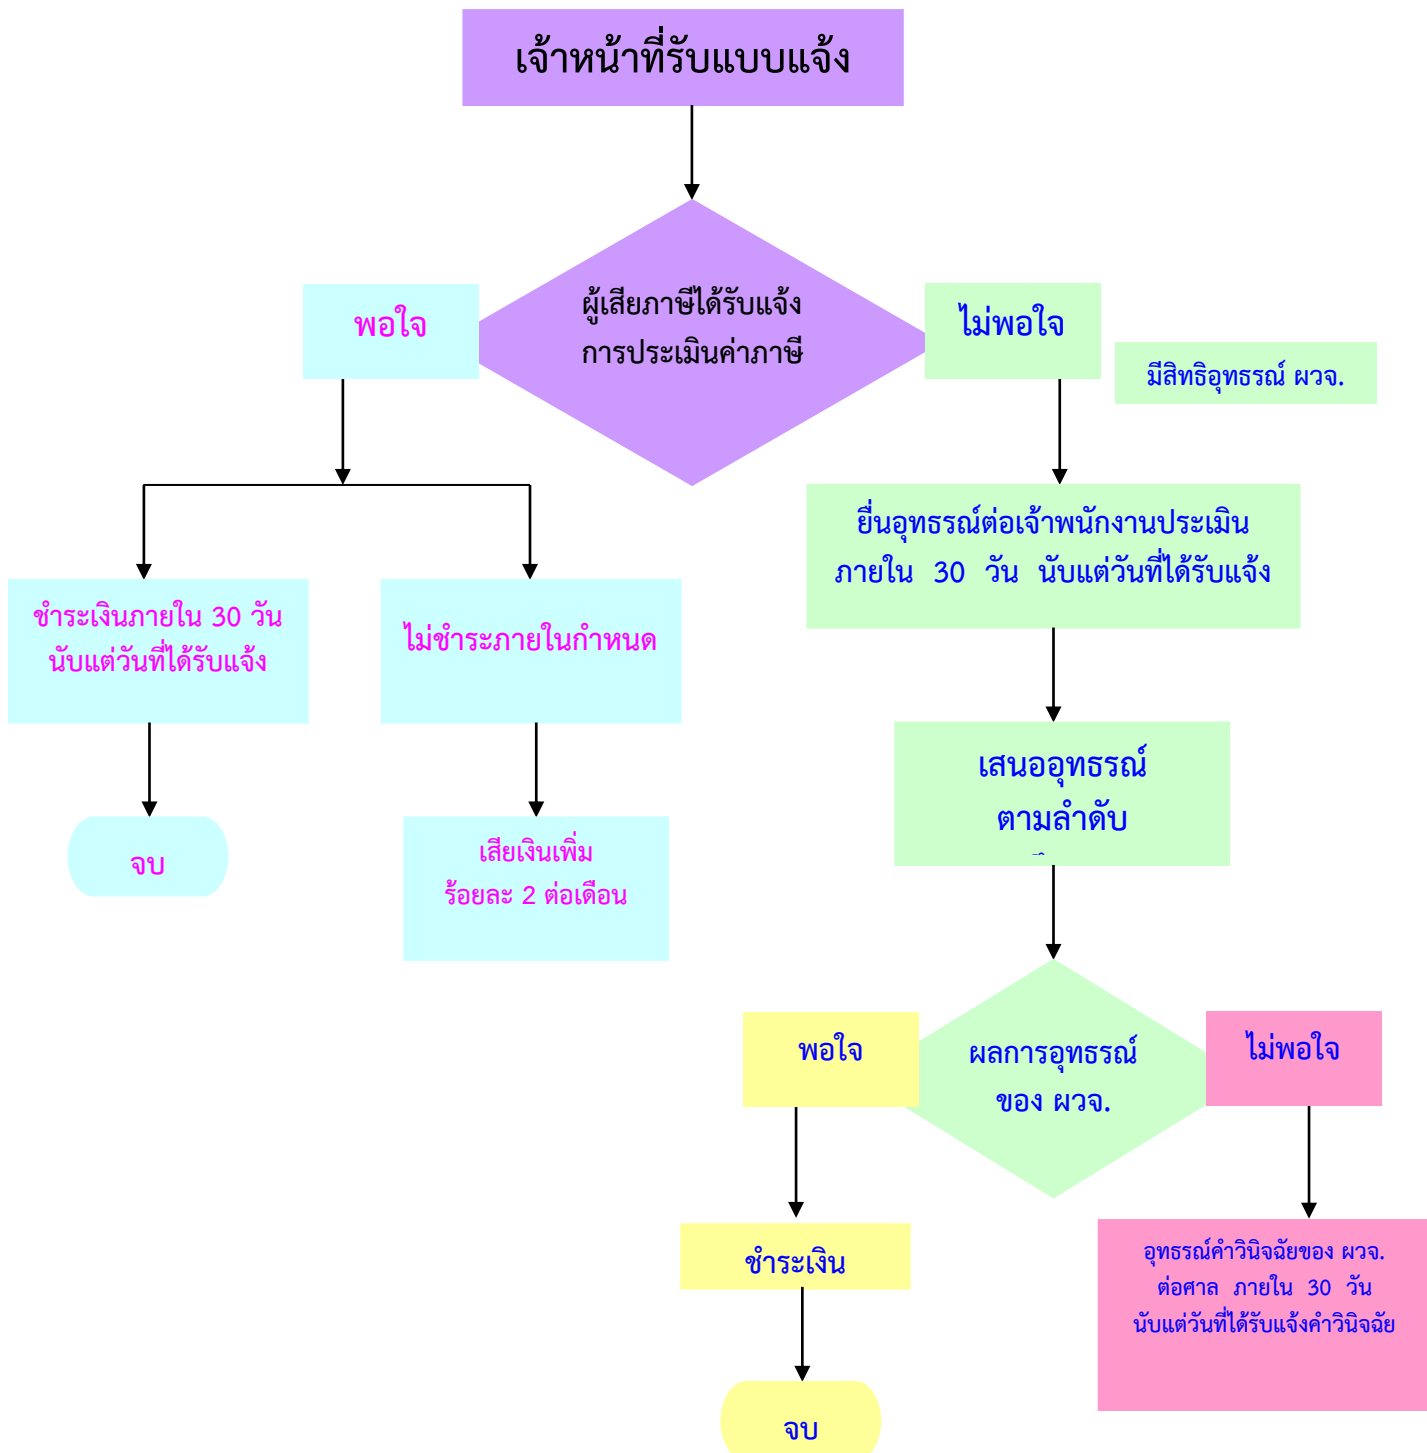 เจ้าหน้าที่รับแบบแจ้ง
ผู้เสียภาษีได้รับแจ้ง
การประเมินค่าภาษี
พอใจ
ไม่พอใจ
มีสิทธิอุทธรณ์ ผวจ.
ยื่นอุทธรณ์ต่อเจ้าพนักงานประเมิน
ภายใน 30 วัน นับแต่วันที่ได้รับแจ้ง
ชำระเงินภายใน 30 วัน
นับแต่วันที่ได้รับแจ้ง
ไม่ชำระภายในกำหนด
เสนออุทธรณ์
ตามลำดับ
จบ
เสียเงินเพิ่ม
ร้อยละ 2 ต่อเดือน
พอใจ
ผลการอุทธรณ์
ของ ผวจ.
ไม่พอใจ
ชำระเงิน
อุทธรณ์คำวินิจฉัยของ ผวจ.
ต่อศาล ภายใน 30 วัน
นับแต่วันที่ได้รับแจ้งคำวินิจฉัย
จบ